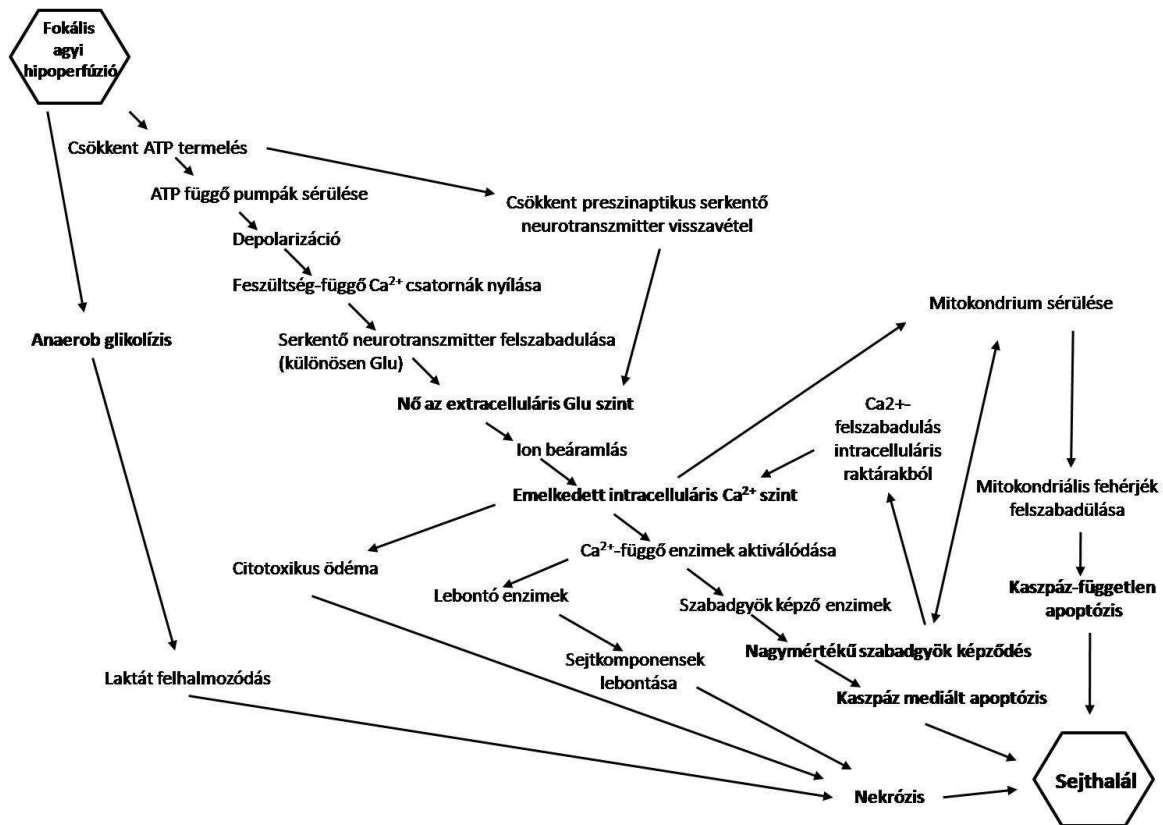 Fokális
agyi
hipoperfúzió
Csökkent ATP termelés
ATP függő pumpák sérülése
Csökkent preszinaptikus serkentő
neurotranszmitter visszavétel
Depolarizáció
Feszültség-függő Ca²⁺ csatornák nyílása
Mitokondrium sérülése
Anaerob glikolízis
Serkentő neurotranszmitter felszabadulása
(különösen Glu)
Nő az extracelluláris Glu szint
Ca2+-
felszabadulás
intracelluláris
raktárakból
Ion beáramlás
Emelkedett intracelluláris Ca²⁺ szint
Mitokondriális fehérjék
felszabadülása
Ca²⁺-függő enzimek aktiválódása
Citotoxikus ödéma
Lebontó enzimek
Szabadgyök képző enzimek
Kaszpáz-független
apoptózis
Nagymértékű szabadgyök képződés
Sejtkomponensek
lebontása
Laktát felhalmozódás
Kaszpáz mediált apoptózis
Nekrózis
Sejthalál